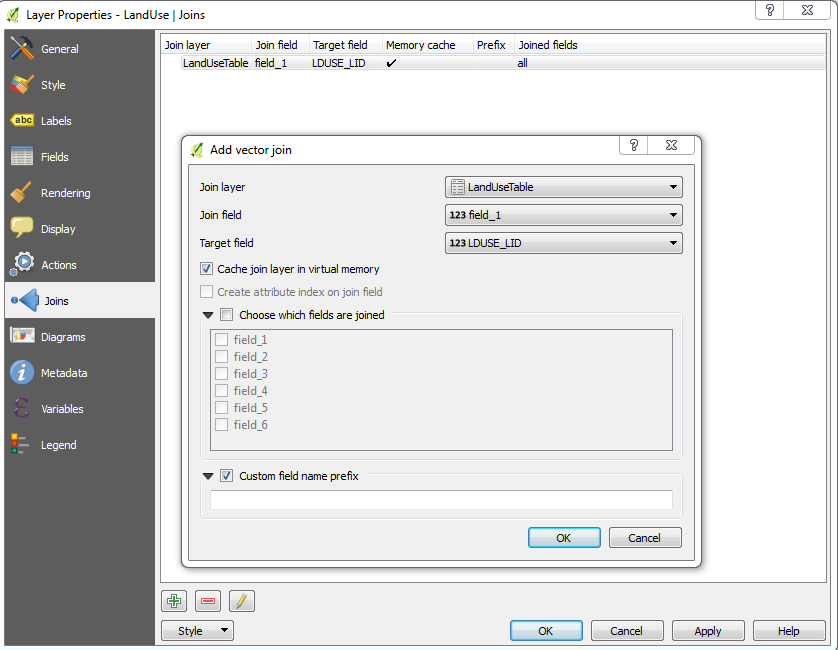 Layer Properties - LandUse | Joins
?
General
Style
abc Labels
Fields
Rendering
Display
Actions
Joins
Diagrams
i Metadata
ε Variables
Legend
Join layer Join field Target field Memory cache Prefix Joined fields
LandUseTable field_1 LDUSE_LID ✔ all
Add vector join
?
Join layer LandUseTable
Join field 123 field_1
Target field 123 LDUSE_LID
Cache join layer in virtual memory
Create attribute index on join field
Choose which fields are joined
field_1
field_2
field_3
field_4
field_5
field_6
Custom field name prefix
OK Cancel
Style OK Cancel Apply Help